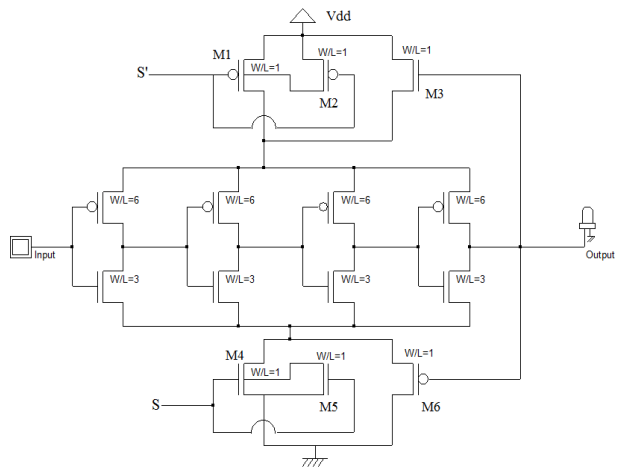 Vdd
M1
W/L=1
W/L=1
S'
W/L=1
M2
M3
W/L=6
W/L=6
W/L=6
W/L=6
Input
Output
W/L=3
W/L=3
W/L=3
W/L=3
M4
W/L=1
W/L=1
W/L=1
S
M5
M6